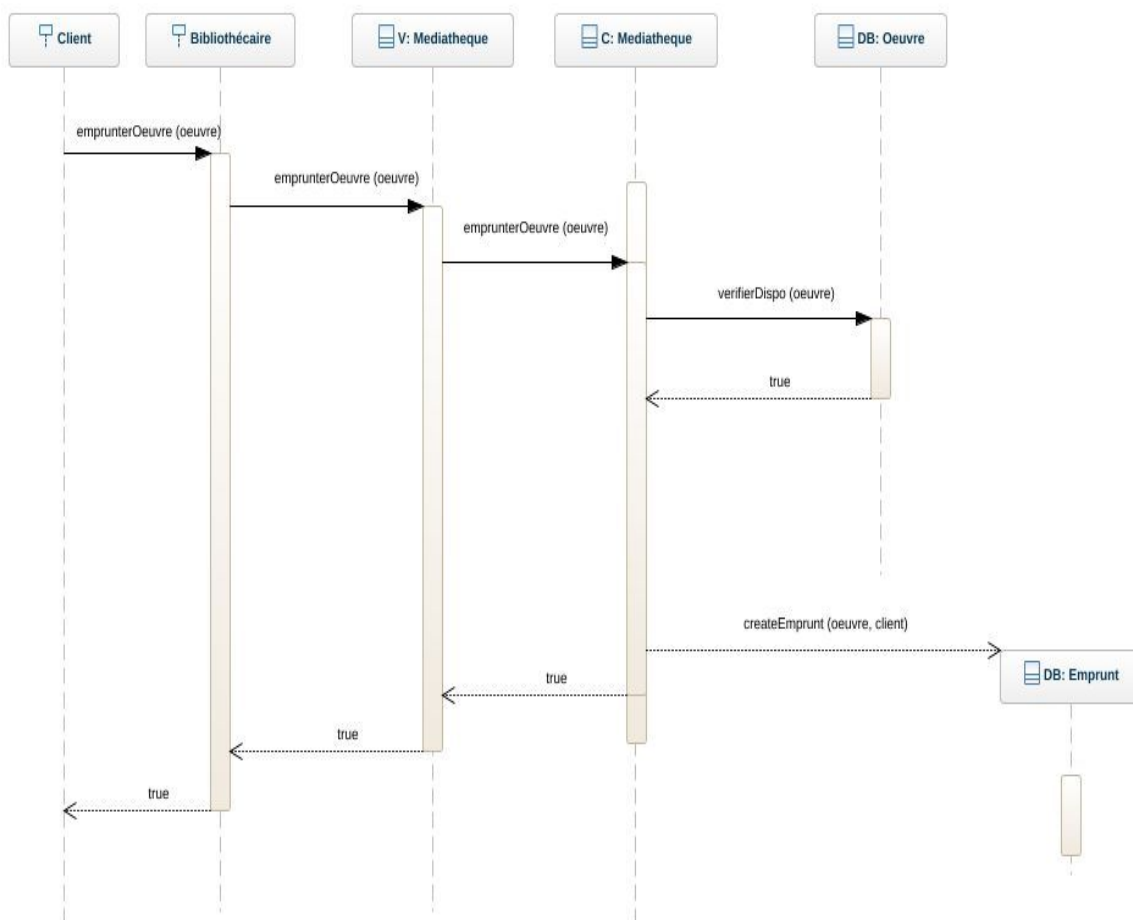 Client
Bibliothécaire
V: Mediatheque
C: Mediatheque
DB: Oeuvre
emprunterOeuvre (oeuvre)
emprunterOeuvre (oeuvre)
emprunterOeuvre (oeuvre)
verifierDispo (oeuvre)
true
createEmprunt (oeuvre, client)
DB: Emprunt
true
true
true